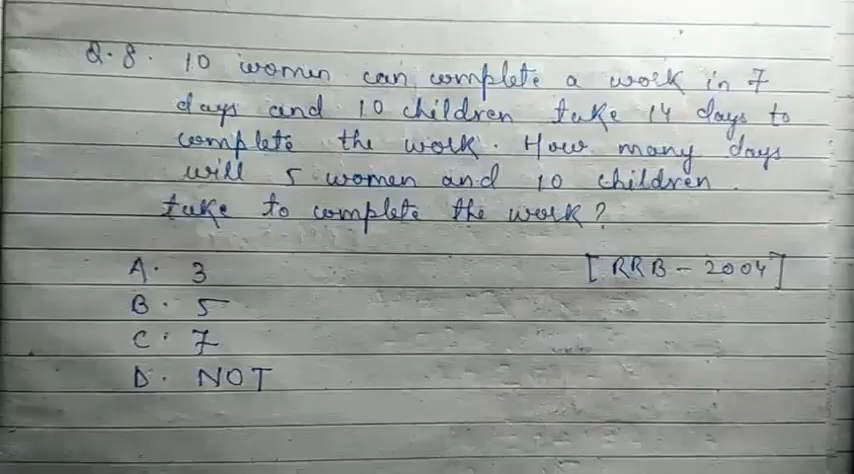 Q.8. 10 women can complete a work in 7
days and 10 children take 14 days to
complete the work. How many days
will 5 women and 10 children
take to complete the work?
A. 3 [RRB - 2004]
B. 5
C. 7
D. NOT